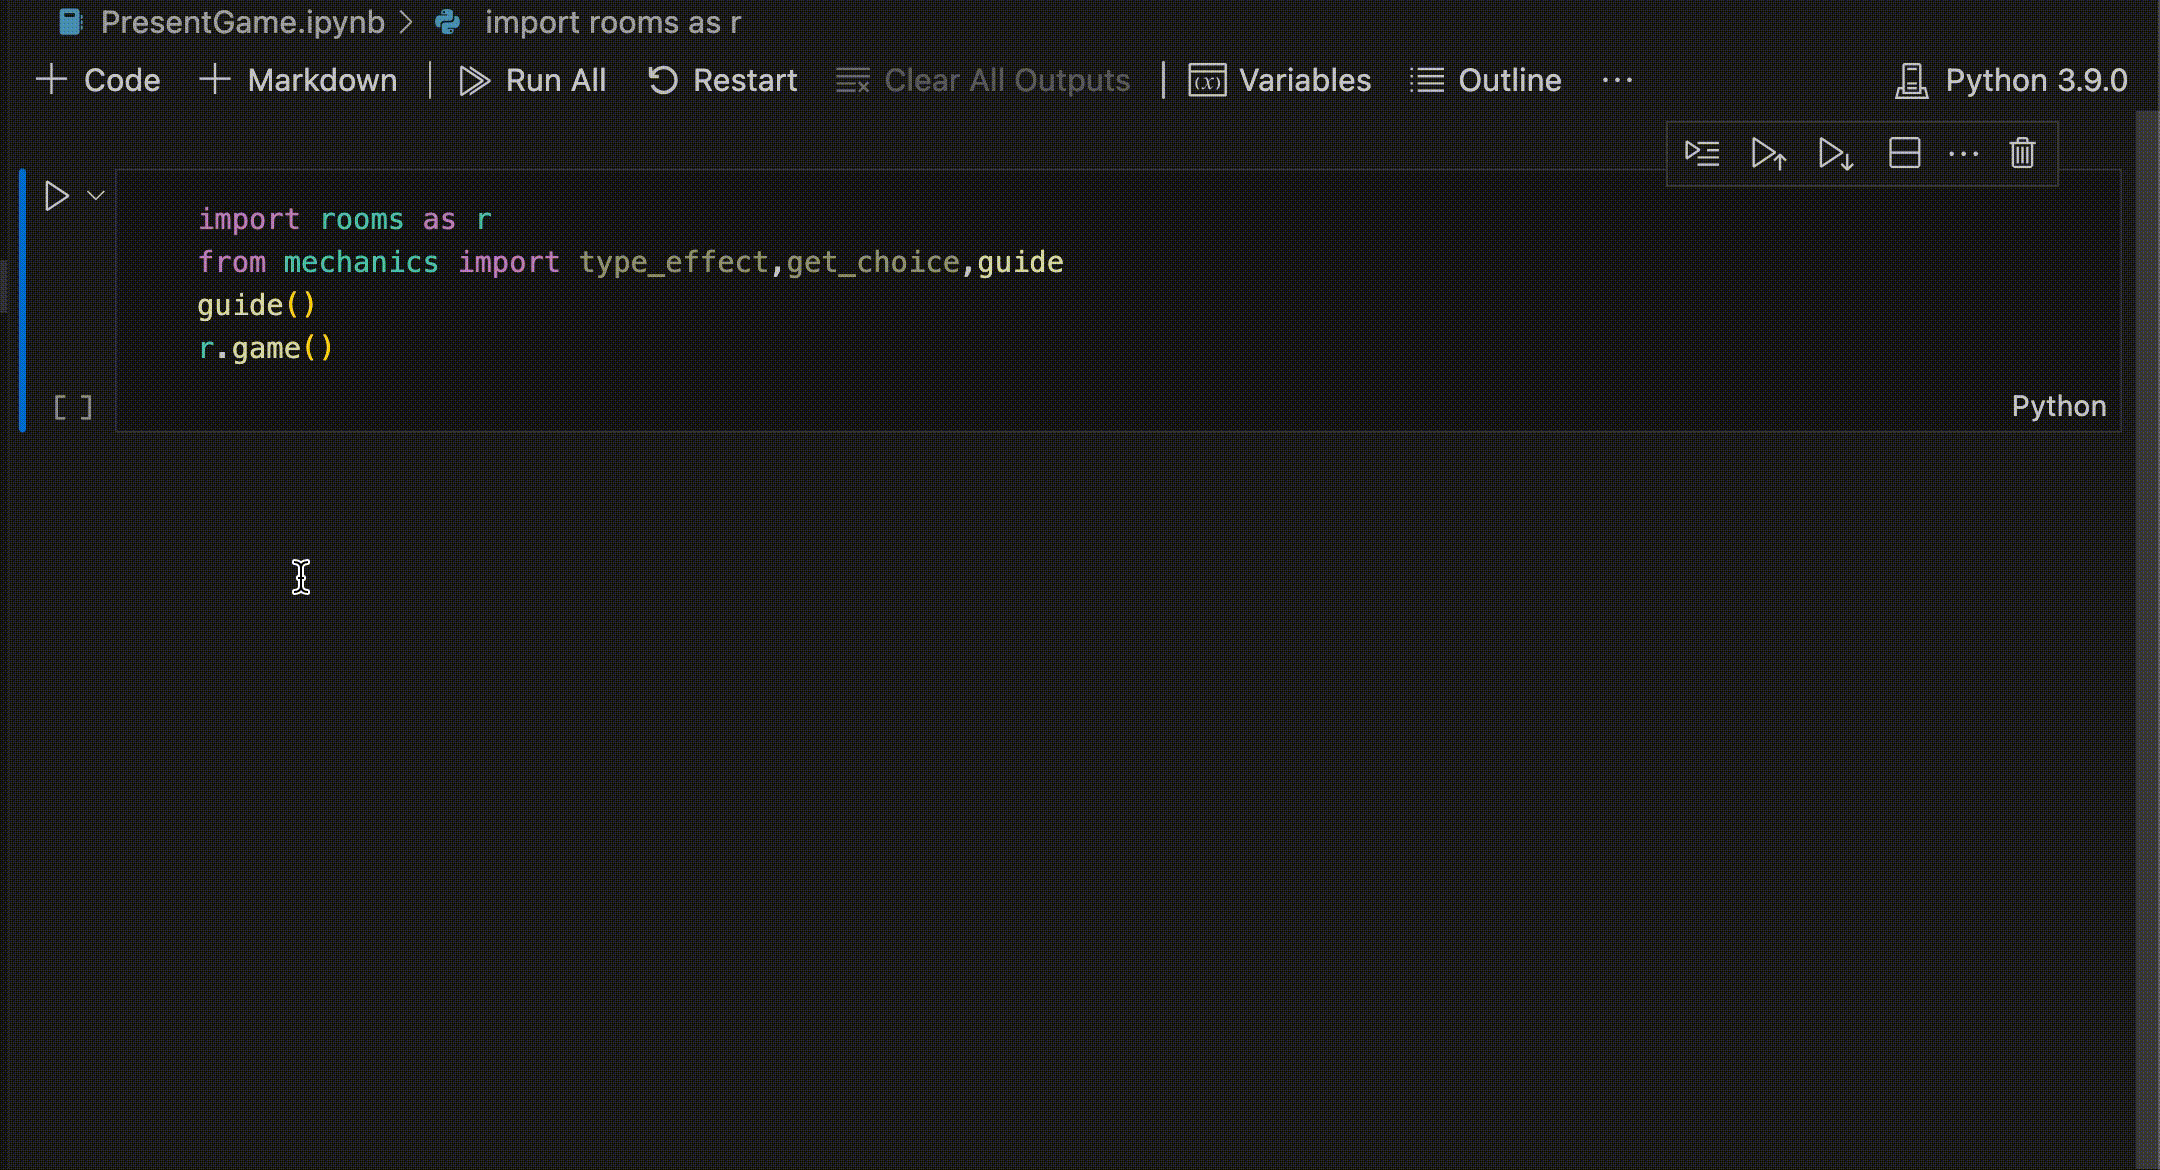 PresentGame.ipynb > import rooms as r
+ Code + Markdown | Run All Restart Clear All Outputs | Variables Outline ... Python 3.9.0
import rooms as r
from mechanics import type_effect,get_choice,guide
guide()
r.game()
[ ] Python